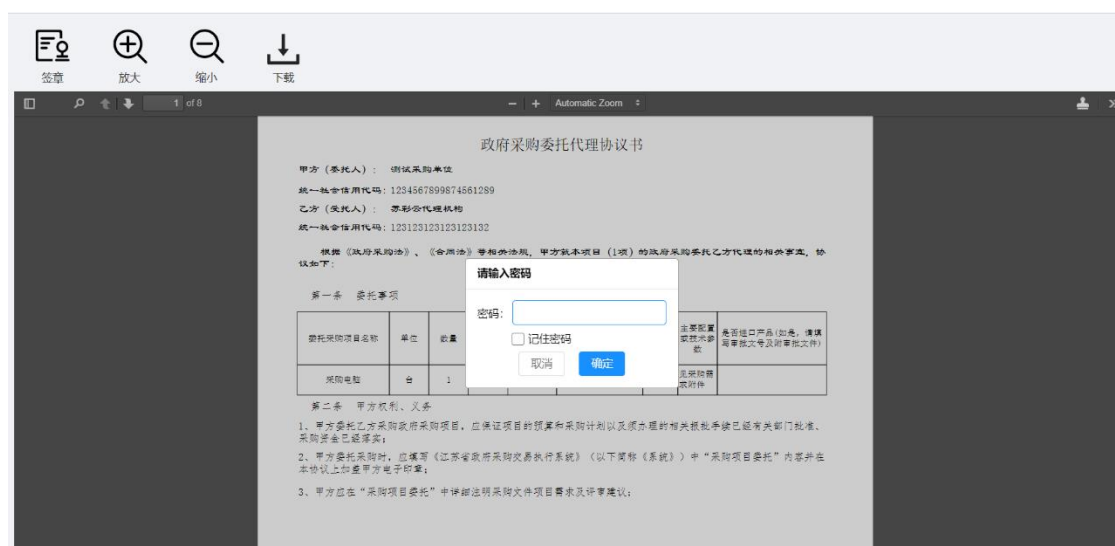 签章 放大 缩小 下载
1 of 8 Automatic Zoom
政府采购委托代理协议书
甲方（委托人）： 测试采购单位
统一社会信用代码：1234567899874561289
乙方（受托人）： 苏彩云代理机构
统一社会信用代码：123123123123123132
根据《政府采购法》、《合同法》等相关法规，甲方就本项目（1项）的政府采购委托乙方代理的相关事宜，协
议如下：
请输入密码
第一条 委托事项
密码：
委托采购项目名称 单位 数量 主要配置或技术参数 是否进口产品(如是，请填写审批文号及附审批文件)
记住密码
取消 确定
采购电脑 台 1 见采购需求附件
第二条 甲方权利、义务
1、甲方委托乙方采购政府采购项目，应保证项目的预算和采购计划以及须办理的相关报批手续已经有关部门批准、
采购资金已经落实；
2、甲方委托采购时，应填写《江苏省政府采购交易执行系统》（以下简称《系统》）中“采购项目委托”内容并在
本协议上加盖甲方电子印章；
3、甲方应在“采购项目委托”中详细注明采购文件项目需求及评审建议；